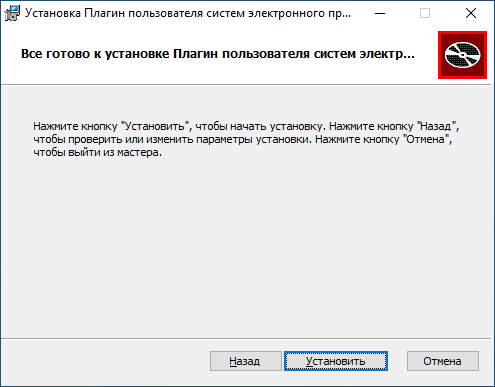 Установка Плагин пользователя систем электронного пр...
Все готово к установке Плагин пользователя систем электр...
Нажмите кнопку "Установить", чтобы начать установку. Нажмите кнопку "Назад",
чтобы проверить или изменить параметры установки. Нажмите кнопку "Отмена",
чтобы выйти из мастера.
Назад
Установить
Отмена